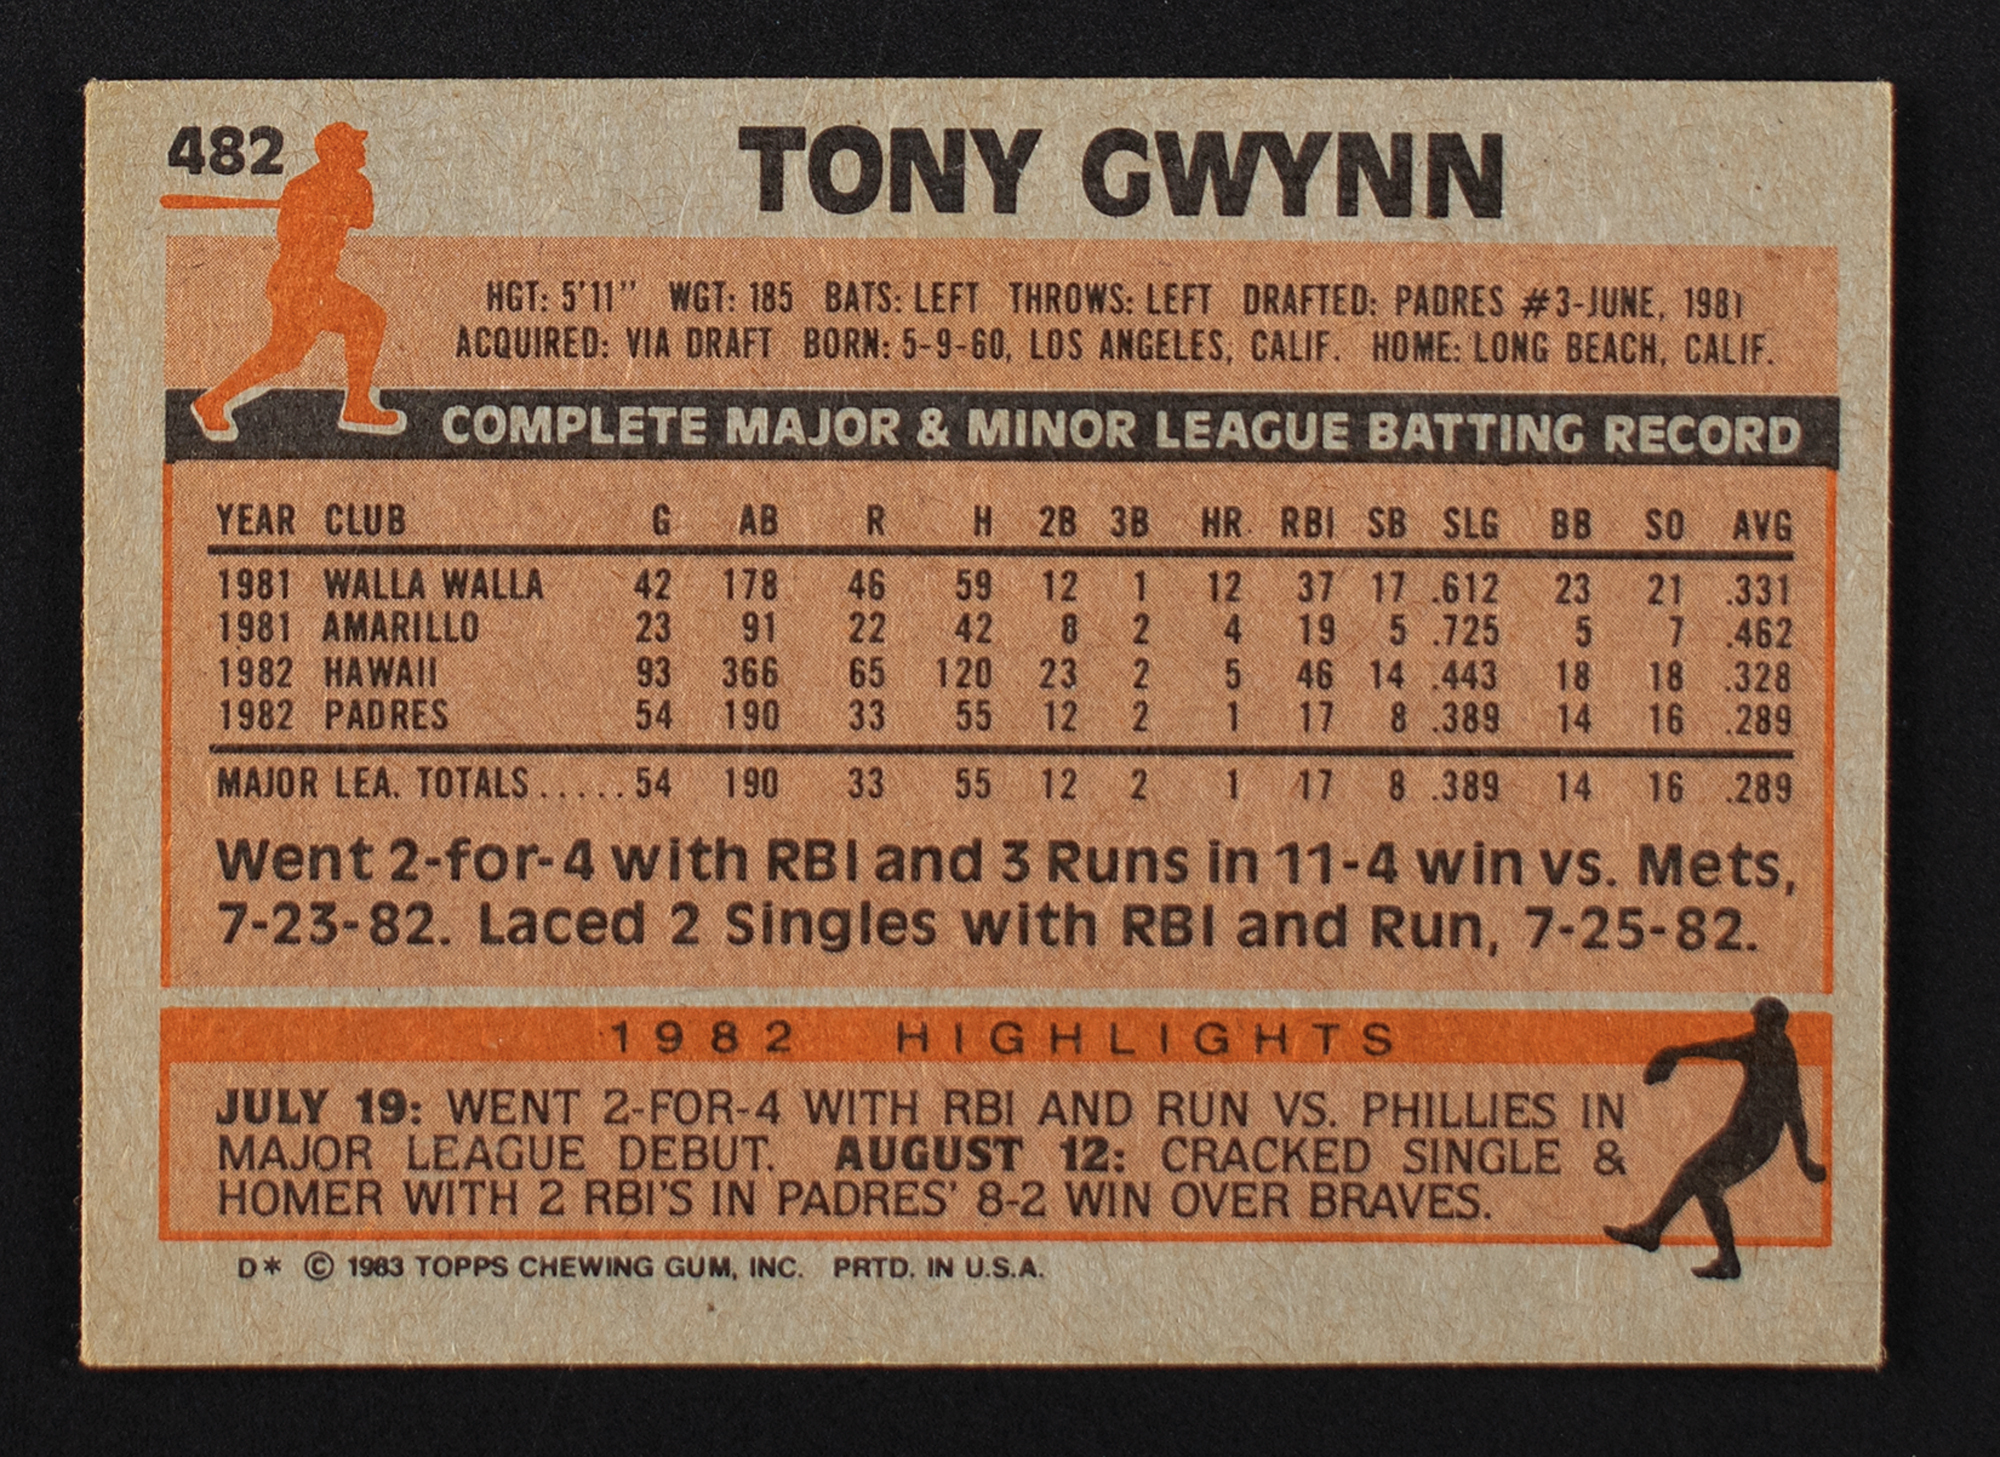 482
TONY GWYNN
HGT: 5'11" WGT: 185 BATS: LEFT THROWS: LEFT DRAFTED: PADRES #3-JUNE, 1981
ACQUIRED: VIA DRAFT BORN: 5-9-60, LOS ANGELES, CALIF. HOME: LONG BEACH, CALIF.
COMPLETE MAJOR & MINOR LEAGUE BATTING RECORD
YEAR CLUB G AB R H 2B 3B HR RBI SB SLG BB SO AVG
1981 WALLA WALLA 42 178 46 59 12 1 12 37 17 .612 23 21 .331
1981 AMARILLO 23 91 22 42 8 2 4 19 5 .725 5 7 .462
1982 HAWAII 93 366 65 120 23 2 5 46 14 .443 18 18 .328
1982 PADRES 54 190 33 55 12 2 1 17 8 .389 14 16 .289
MAJOR LEA. TOTALS.....54 190 33 55 12 2 1 17 8 .389 14 16 .289
Went 2-for-4 with RBI and 3 Runs in 11-4 win vs. Mets,
7-23-82. Laced 2 Singles with RBI and Run, 7-25-82.
1982 HIGHLIGHTS
JULY 19: WENT 2-FOR-4 WITH RBI AND RUN VS. PHILLIES IN
MAJOR LEAGUE DEBUT. AUGUST 12: CRACKED SINGLE &
HOMER WITH 2 RBI'S IN PADRES' 8-2 WIN OVER BRAVES.
D* © 1983 TOPPS CHEWING GUM, INC. PRTD. IN U.S.A.